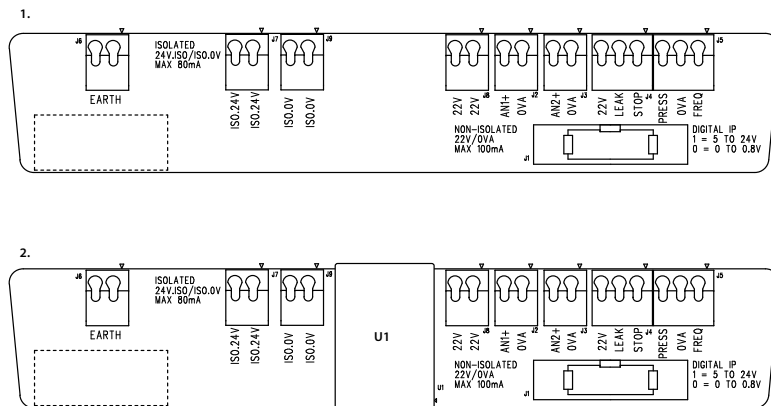 1.
J6
ISOLATED
24V.ISO/ISO.0V
MAX 80mA
J7
J9
J8
J2
J3
J4
J5
EARTH
ISO.24V
ISO.24V
ISO.0V
ISO.0V
22V
22V
AN1+
0VA
AN2+
0VA
22V
LEAK
STOP
PRESS
0VA
FREQ
NON-ISOLATED
22V/0VA
MAX 100mA
J1
DIGITAL IP
1 = 5 TO 24V
0 = 0 TO 0.8V
2.
J6
ISOLATED
24V.ISO/ISO.0V
MAX 80mA
J7
J9
U1
J8
J2
J3
J4
J5
EARTH
ISO.24V
ISO.24V
ISO.0V
ISO.0V
22V
22V
AN1+
0VA
AN2+
0VA
22V
LEAK
STOP
PRESS
0VA
FREQ
NON-ISOLATED
22V/0VA
MAX 100mA
U1
J1
DIGITAL IP
1 = 5 TO 24V
0 = 0 TO 0.8V